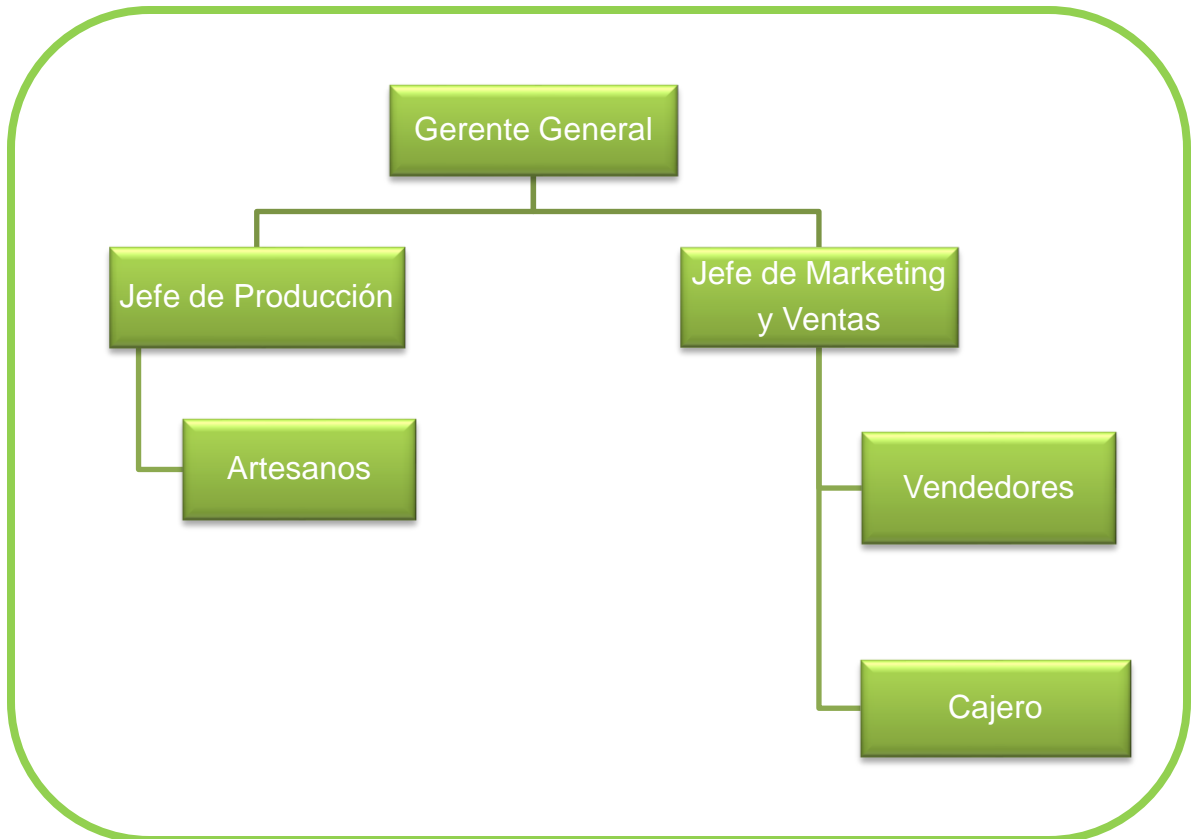 Gerente General
Jefe de Producción
Jefe de Marketing
y Ventas
Artesanos
Vendedores
Cajero